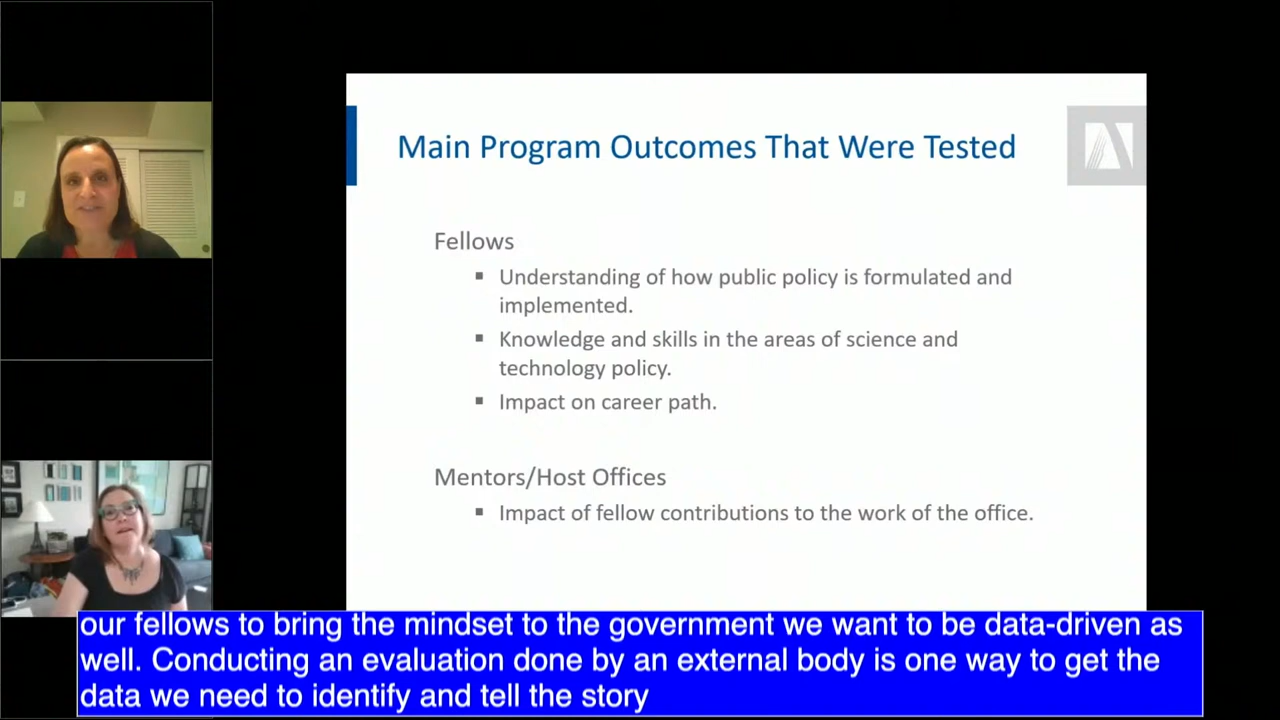 Main Program Outcomes That Were Tested
Fellows
▪ Understanding of how public policy is formulated and
implemented.
▪ Knowledge and skills in the areas of science and
technology policy.
▪ Impact on career path.
Mentors/Host Offices
▪ Impact of fellow contributions to the work of the office.
our fellows to bring the mindset to the government we want to be data-driven as
well. Conducting an evaluation done by an external body is one way to get the
data we need to identify and tell the story